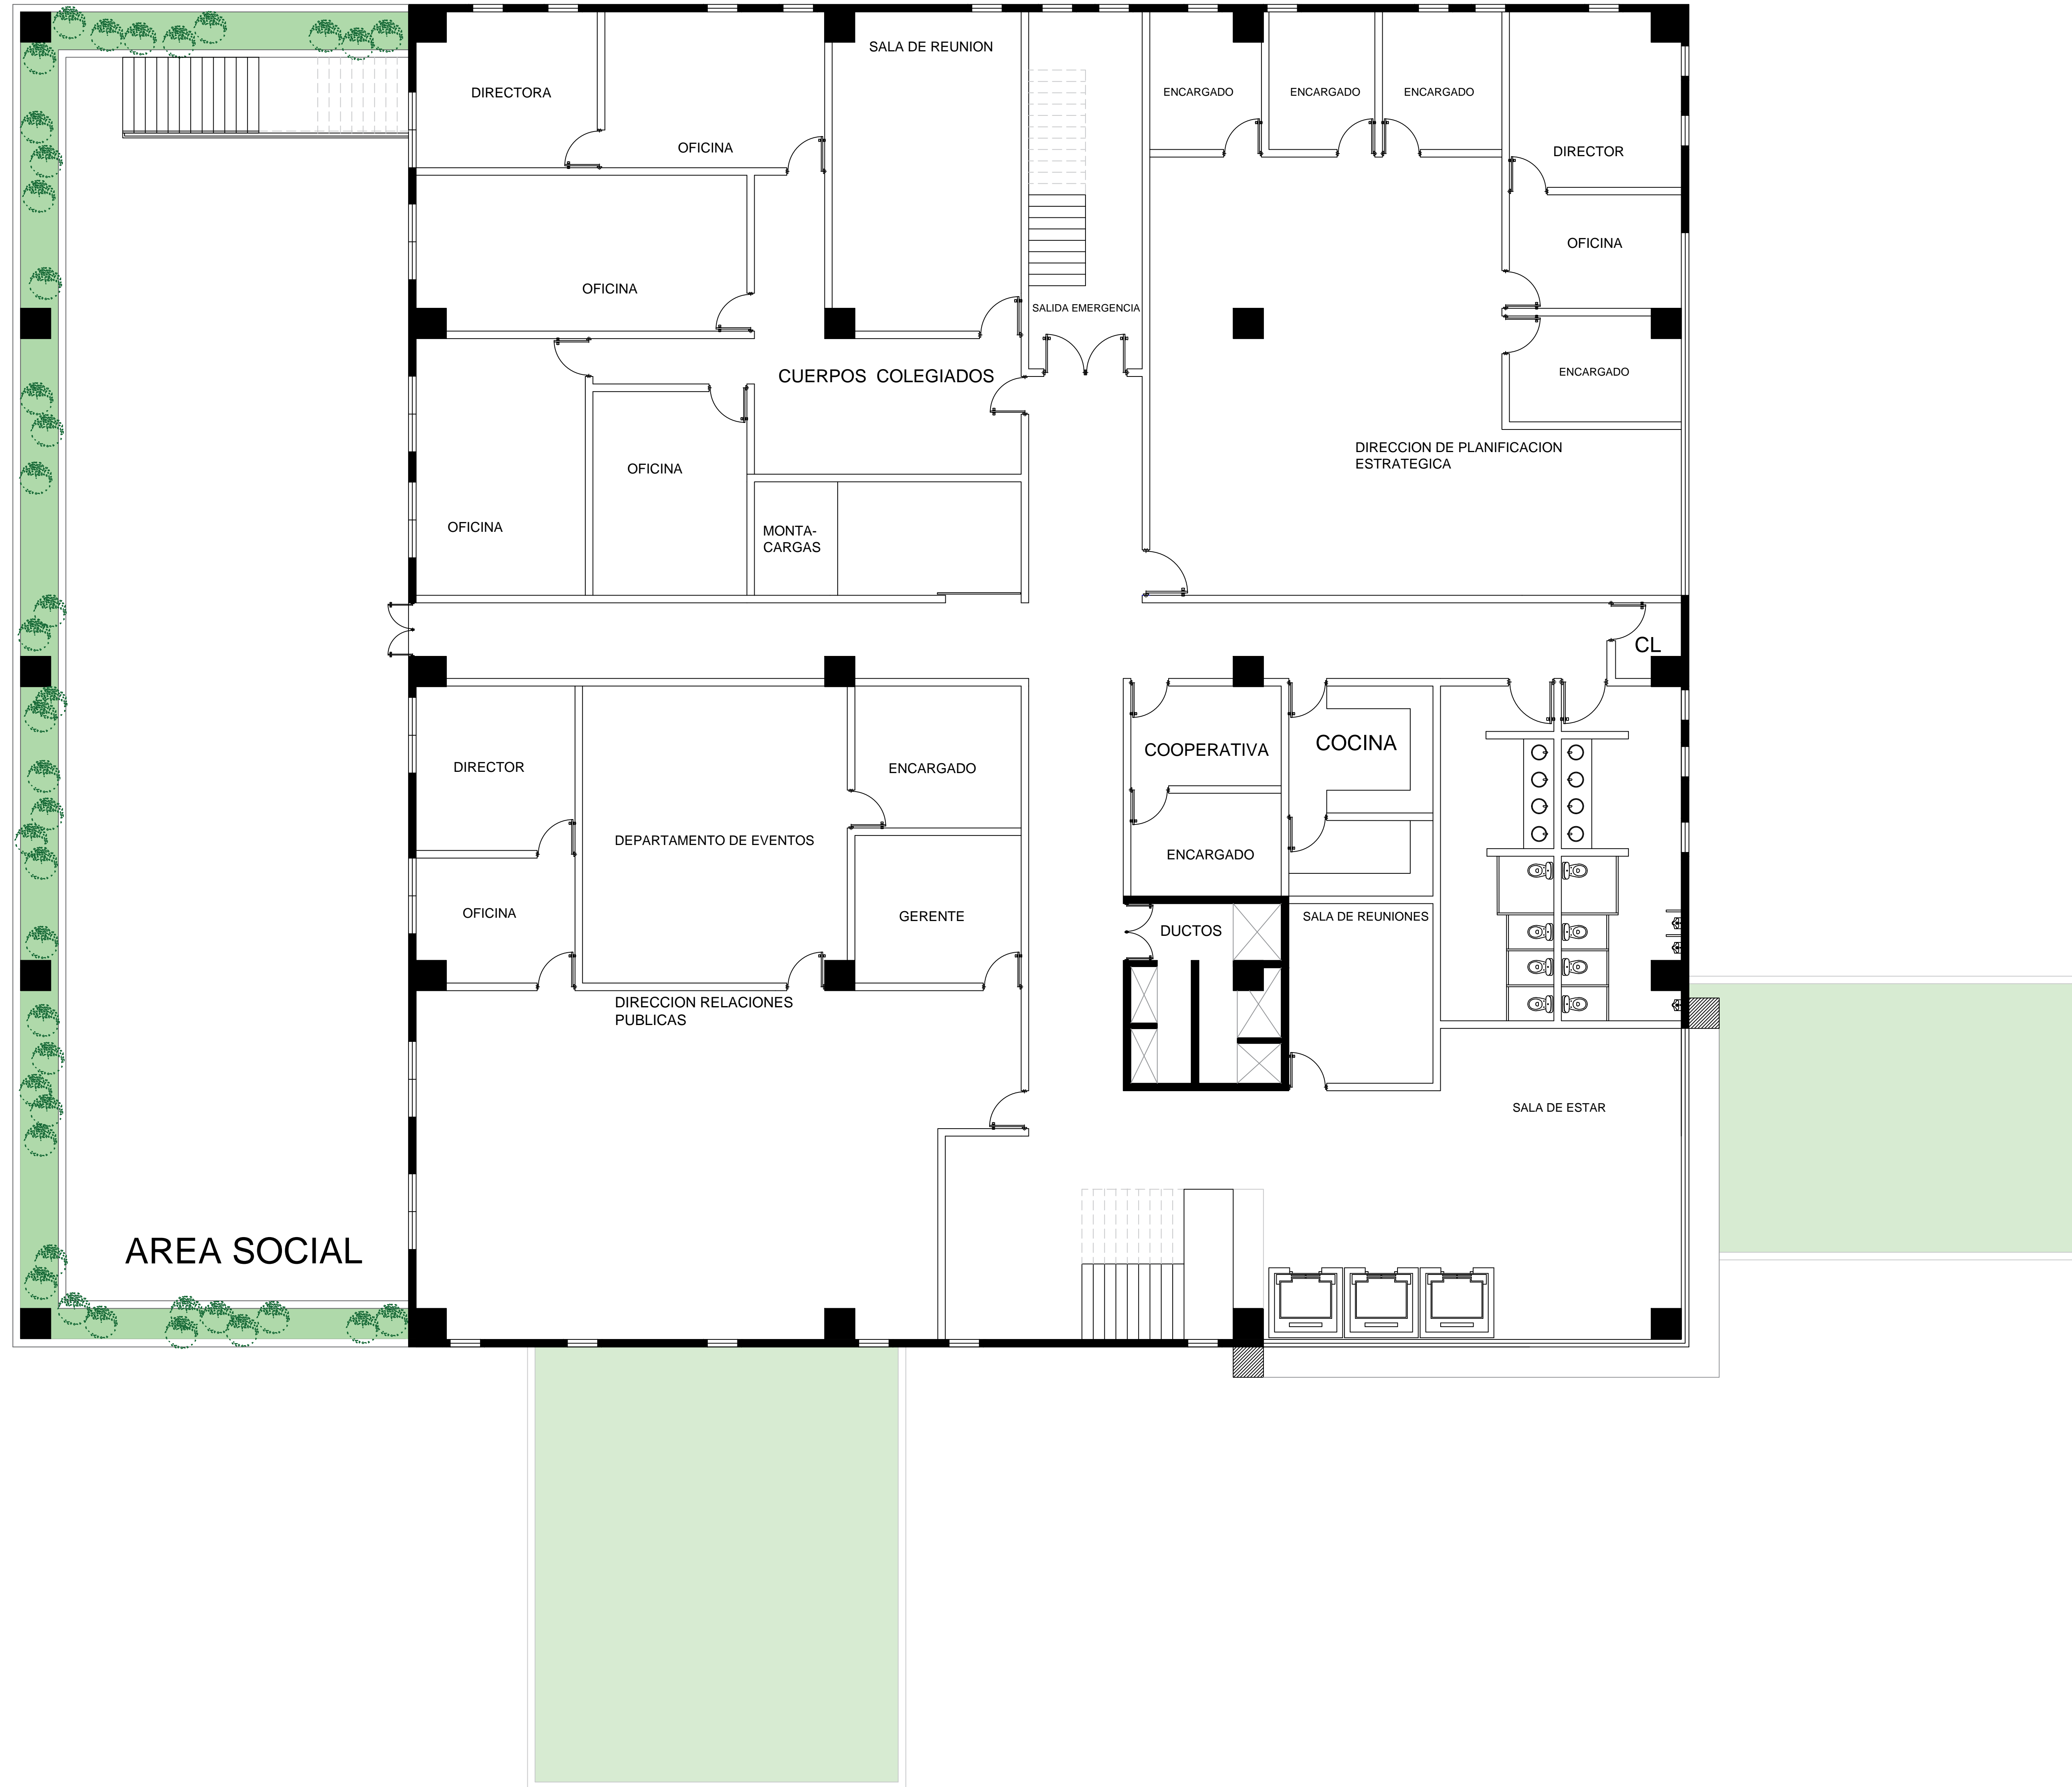 SALA DE REUNION
DIRECTORA
ENCARGADO
ENCARGADO
ENCARGADO
OFICINA
DIRECTOR
OFICINA
OFICINA
SALIDA EMERGENCIA
CUERPOS COLEGIADOS
ENCARGADO
DIRECCION DE PLANIFICACION
ESTRATEGICA
OFICINA
OFICINA
MONTA-
CARGAS
CL
COOPERATIVA
COCINA
DIRECTOR
ENCARGADO
DEPARTAMENTO DE EVENTOS
ENCARGADO
OFICINA
GERENTE
SALA DE REUNIONES
DUCTOS
DIRECCION RELACIONES
PUBLICAS
SALA DE ESTAR
AREA SOCIAL